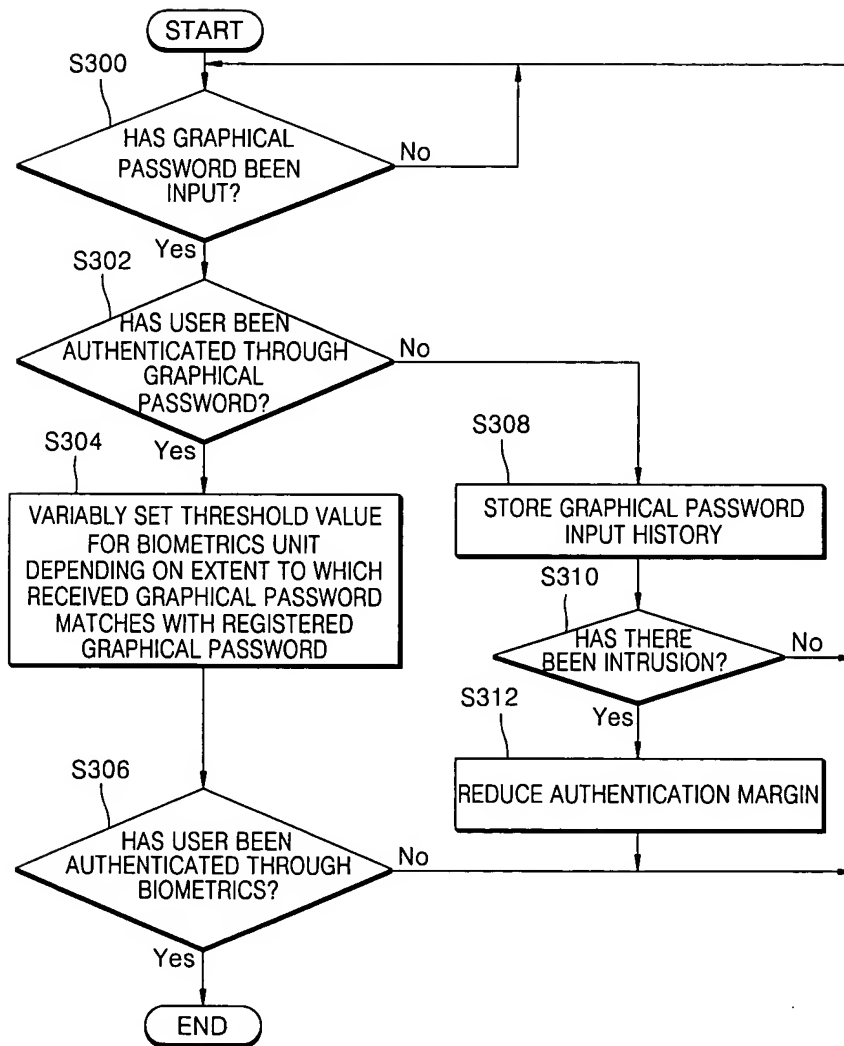 START
S300
HAS GRAPHICAL
PASSWORD BEEN
INPUT?
No
Yes
S302
HAS USER BEEN
AUTHENTICATED THROUGH
GRAPHICAL
PASSWORD?
No
Yes
S304
VARIABLY SET THRESHOLD VALUE
FOR BIOMETRICS UNIT
DEPENDING ON EXTENT TO WHICH
RECEIVED GRAPHICAL PASSWORD
MATCHES WITH REGISTERED
GRAPHICAL PASSWORD
S308
STORE GRAPHICAL PASSWORD
INPUT HISTORY
S310
HAS THERE
BEEN INTRUSION?
No
Yes
S312
REDUCE AUTHENTICATION MARGIN
S306
HAS USER BEEN
AUTHENTICATED THROUGH
BIOMETRICS?
No
Yes
END